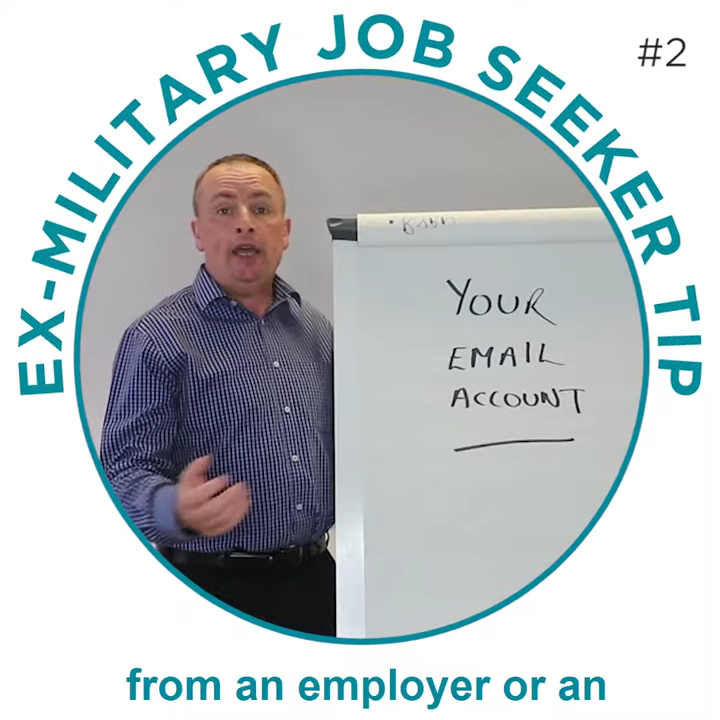 EX-MILITARY JOB SEEKER TIP
#2
YOUR
EMAIL
ACCOUNT
from an employer or an